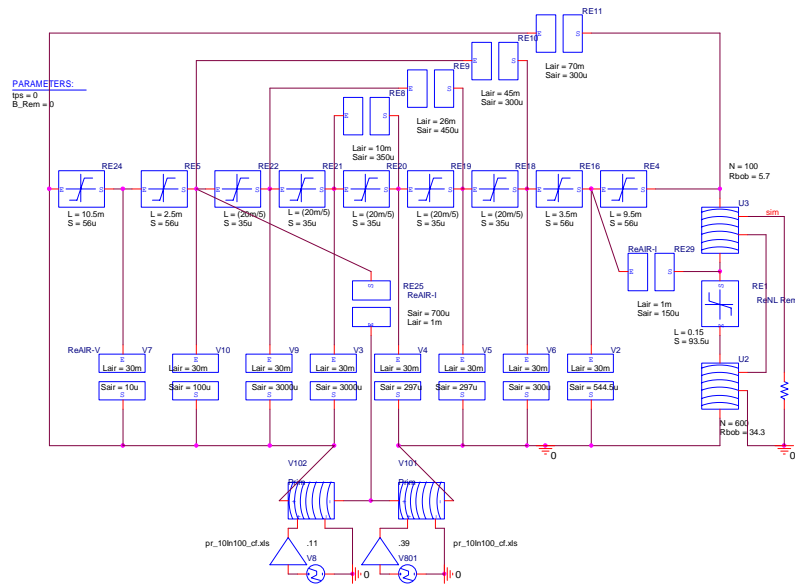 RE11
RE10
Lair = 70m
Sair = 300u
RE9
PARAMETERS:
tps = 0
B_Rem = 0
RE8
Lair = 45m
Sair = 300u
Lair = 26m
Sair = 450u
Lair = 10m
Sair = 350u
RE24 RE5 RE22 RE21 RE20 RE19 RE18 RE16 RE4
N = 100
Rbob = 5.7
L = 10.5m L = 2.5m L = (20m/5) L = (20m/5) L = (20m/5) L = (20m/5) L = (20m/5) L = 3.5m L = 9.5m
S = 56u S = 56u S = 35u S = 35u S = 35u S = 35u S = 35u S = 56u S = 56u
U3
sim
ReAIR-I RE29
RE25
ReAIR-I
RE1
ReNL Rem
Lair = 1m
Sair = 150u
Sair = 700u
Lair = 1m
L = 0.15
S = 93.5u
ReAIR-V V7 V10 V9 V3 V4 V5 V6 V2
U2
Lair = 30m Lair = 30m Lair = 30m Lair = 30m Lair = 30m Lair = 30m Lair = 30m Lair = 30m
Sair = 10u Sair = 100u Sair = 3000u Sair = 3000u Sair = 297u Sair = 297u Sair = 300u Sair = 544.5u
N = 600
Rbob = 34.3
0 0
V102 V101
Prim Prim
pr_10ln100_cf.xls .11 .39 pr_10ln100_cf.xls
V8 V801
0 0